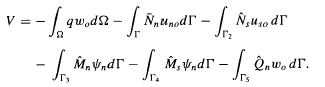 V = − ∫_Ω q w_o dΩ − ∫_Γ N̄_n u_{no} dΓ − ∫_{Γ_2} N̂_s u_{so} dΓ
− ∫_{Γ_3} M̂_n ψ_n dΓ − ∫_{Γ_4} M̂_s ψ_n dΓ − ∫_{Γ_5} Q̂_n w_o dΓ.